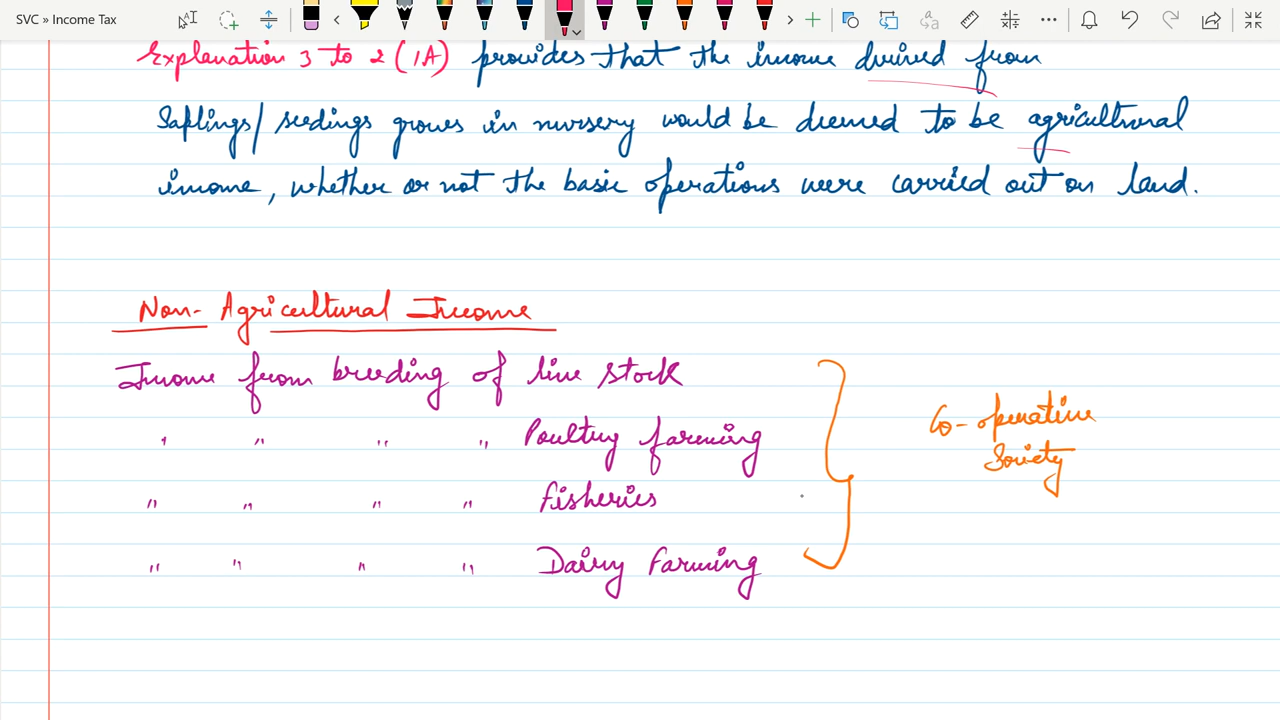 SVC » Income Tax
Explanation 3 to 2 (1A) provides that the income derived from
Saplings/ seedings grows in nursery would be deemed to be agricultural
income, whether or not the basic operations were carried out on land.
Non- Agricultural Income
Income from breeding of live stock
" " " " Poultry farming
" " " " Fisheries
" " " " Dairy Farming
Co-operative
Society